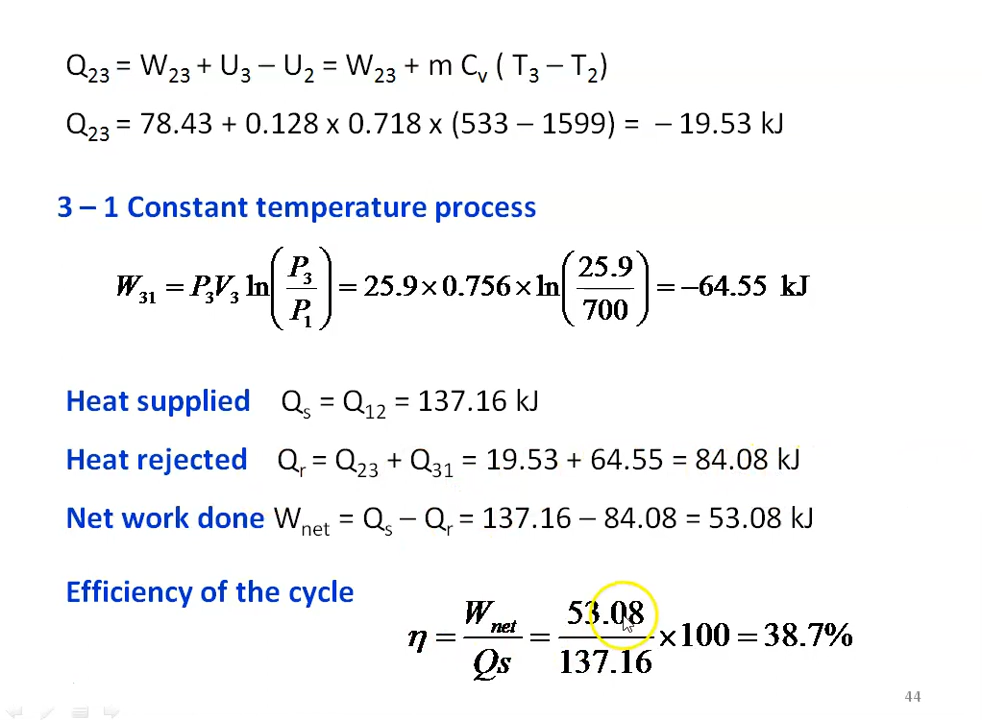 Q₂₃ = W₂₃ + U₃ – U₂ = W₂₃ + m Cᵥ ( T₃ – T₂)
Q₂₃ = 78.43 + 0.128 x 0.718 x (533 – 1599) = – 19.53 kJ
3 – 1 Constant temperature process
W₃₁ = P₃V₃ ln(P₃/P₁) = 25.9×0.756×ln(25.9/700) = −64.55 kJ
Heat supplied Qₛ = Q₁₂ = 137.16 kJ
Heat rejected Qᵣ = Q₂₃ + Q₃₁ = 19.53 + 64.55 = 84.08 kJ
Net work done Wₙₑₜ = Qₛ – Qᵣ = 137.16 – 84.08 = 53.08 kJ
Efficiency of the cycle
η = Wₙₑₜ/Qs = 53.08/137.16 ×100 = 38.7%
44